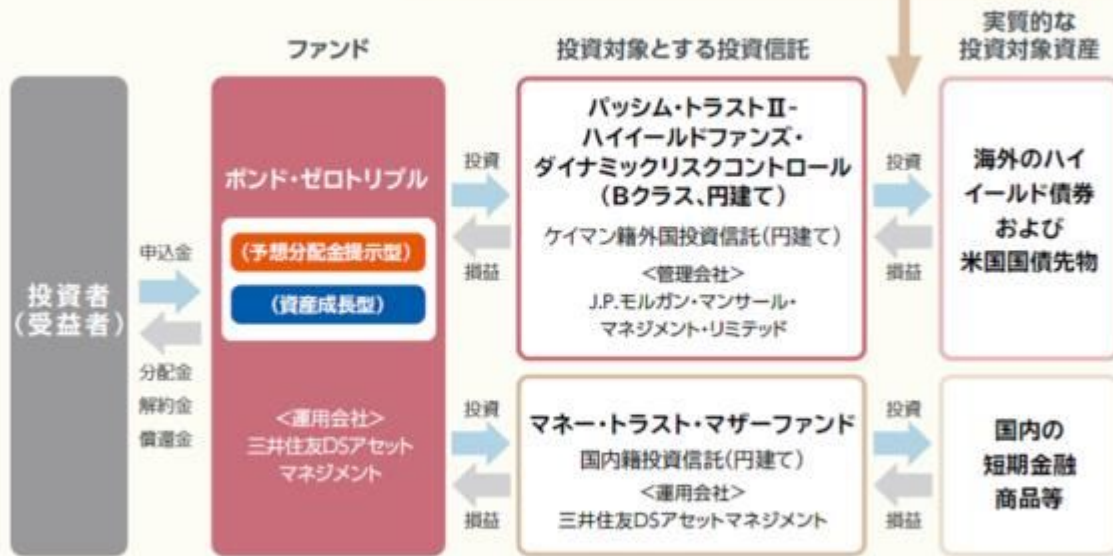 ファンド
投資対象とする投資信託
実質的な
投資対象資産
投資者
(受益者)
申込金
分配金
解約金
償還金
ボンド・ゼロトリプル
(予想分配金提示型)
(資産成長型)
<運用会社>
三井住友DSアセット
マネジメント
投資
損益
パッシム・トラストⅡ-
ハイイールドファンズ・
ダイナミックリスクコントロール
(Bクラス、円建て)
ケイマン籍外国投資信託(円建て)
<管理会社>
J.P.モルガン・マンサール・
マネジメント・リミテッド
投資
損益
海外のハイ
イールド債券
および
米国国債先物
投資
損益
マネー・トラスト・マザーファンド
国内籍投資信託(円建て)
<運用会社>
三井住友DSアセットマネジメント
投資
損益
国内の
短期金融
商品等